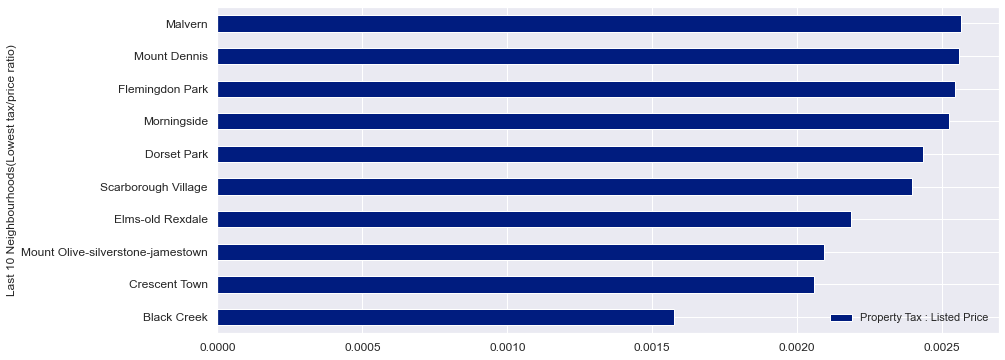 Last 10 Neighbourhoods(Lowest tax/price ratio)
Malvern
Mount Dennis
Flemingdon Park
Morningside
Dorset Park
Scarborough Village
Elms-old Rexdale
Mount Olive-silverstone-jamestown
Crescent Town
Black Creek
Property Tax : Listed Price
0.0000 0.0005 0.0010 0.0015 0.0020 0.0025